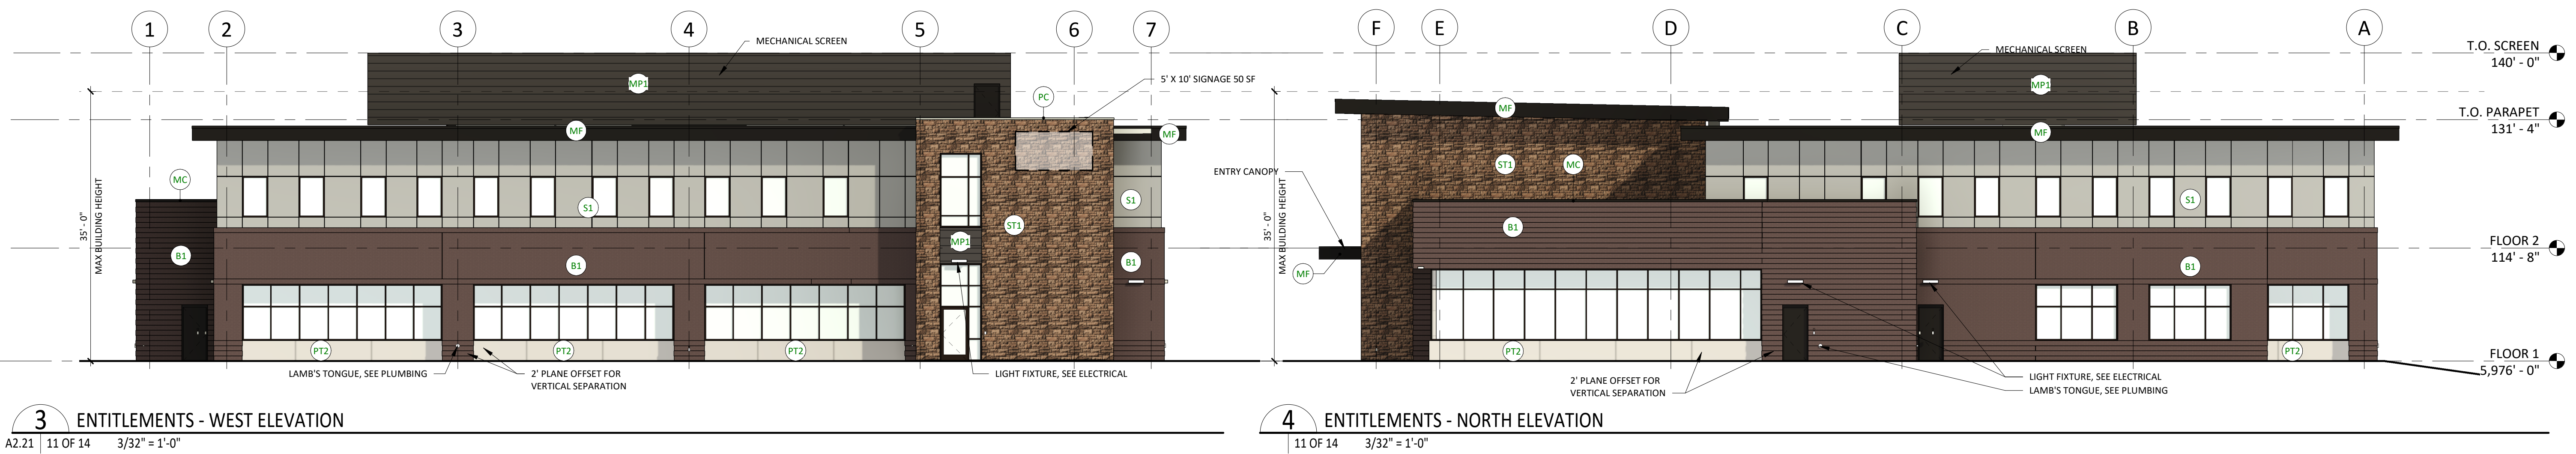 1 2 3 4 5 6 7
MECHANICAL SCREEN
MP1
5' X 10' SIGNAGE 50 SF
PC
MF
MF
MC
35' - 0"
MAX BUILDING HEIGHT
S1
S1
ST1
MP1
B1
B1
B1
PT2
PT2
PT2
LAMB'S TONGUE, SEE PLUMBING
2' PLANE OFFSET FOR
VERTICAL SEPARATION
LIGHT FIXTURE, SEE ELECTRICAL
3
ENTITLEMENTS - WEST ELEVATION
A2.21
11 OF 14
3/32" = 1'-0"
F E D C B A
MECHANICAL SCREEN
MP1
MF
MF
ST1
MC
ENTRY CANOPY
35' - 0"
MAX BUILDING HEIGHT
S1
B1
B1
MF
PT2
PT2
2' PLANE OFFSET FOR
VERTICAL SEPARATION
LIGHT FIXTURE, SEE ELECTRICAL
LAMB'S TONGUE, SEE PLUMBING
T.O. SCREEN
140' - 0"
T.O. PARAPET
131' - 4"
FLOOR 2
114' - 8"
FLOOR 1
5,976' - 0"
4
ENTITLEMENTS - NORTH ELEVATION
11 OF 14
3/32" = 1'-0"